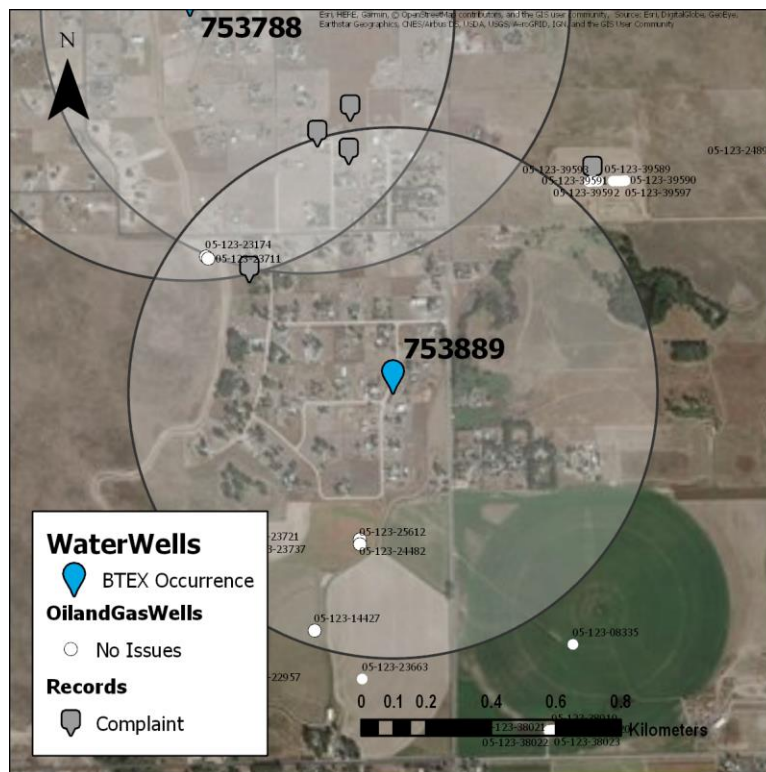 Esri, HERE, Garmin, © OpenStreetMap contributors, and the GIS user community, Source: Esri, DigitalGlobe, GeoEye,
Earthstar Geographics, CNES/Airbus DS, USDA, USGS, AeroGRID, IGN, and the GIS User Community
N
753788
05-123-2489
05-123-39593 05-123-39589
05-123-39591 05-123-39590
05-123-39592 05-123-39597
05-123-23174
05-123-23711
753889
05-123-25612
-23721
3-23737
05-123-24482
05-123-14427
05-123-08335
05-123-23663
-22957
WaterWells
BTEX Occurrence
OilandGasWells
No Issues
Records
Complaint
0 0.1 0.2 0.4 0.6 0.8
Kilometers
05-123-38022 05-123-38023